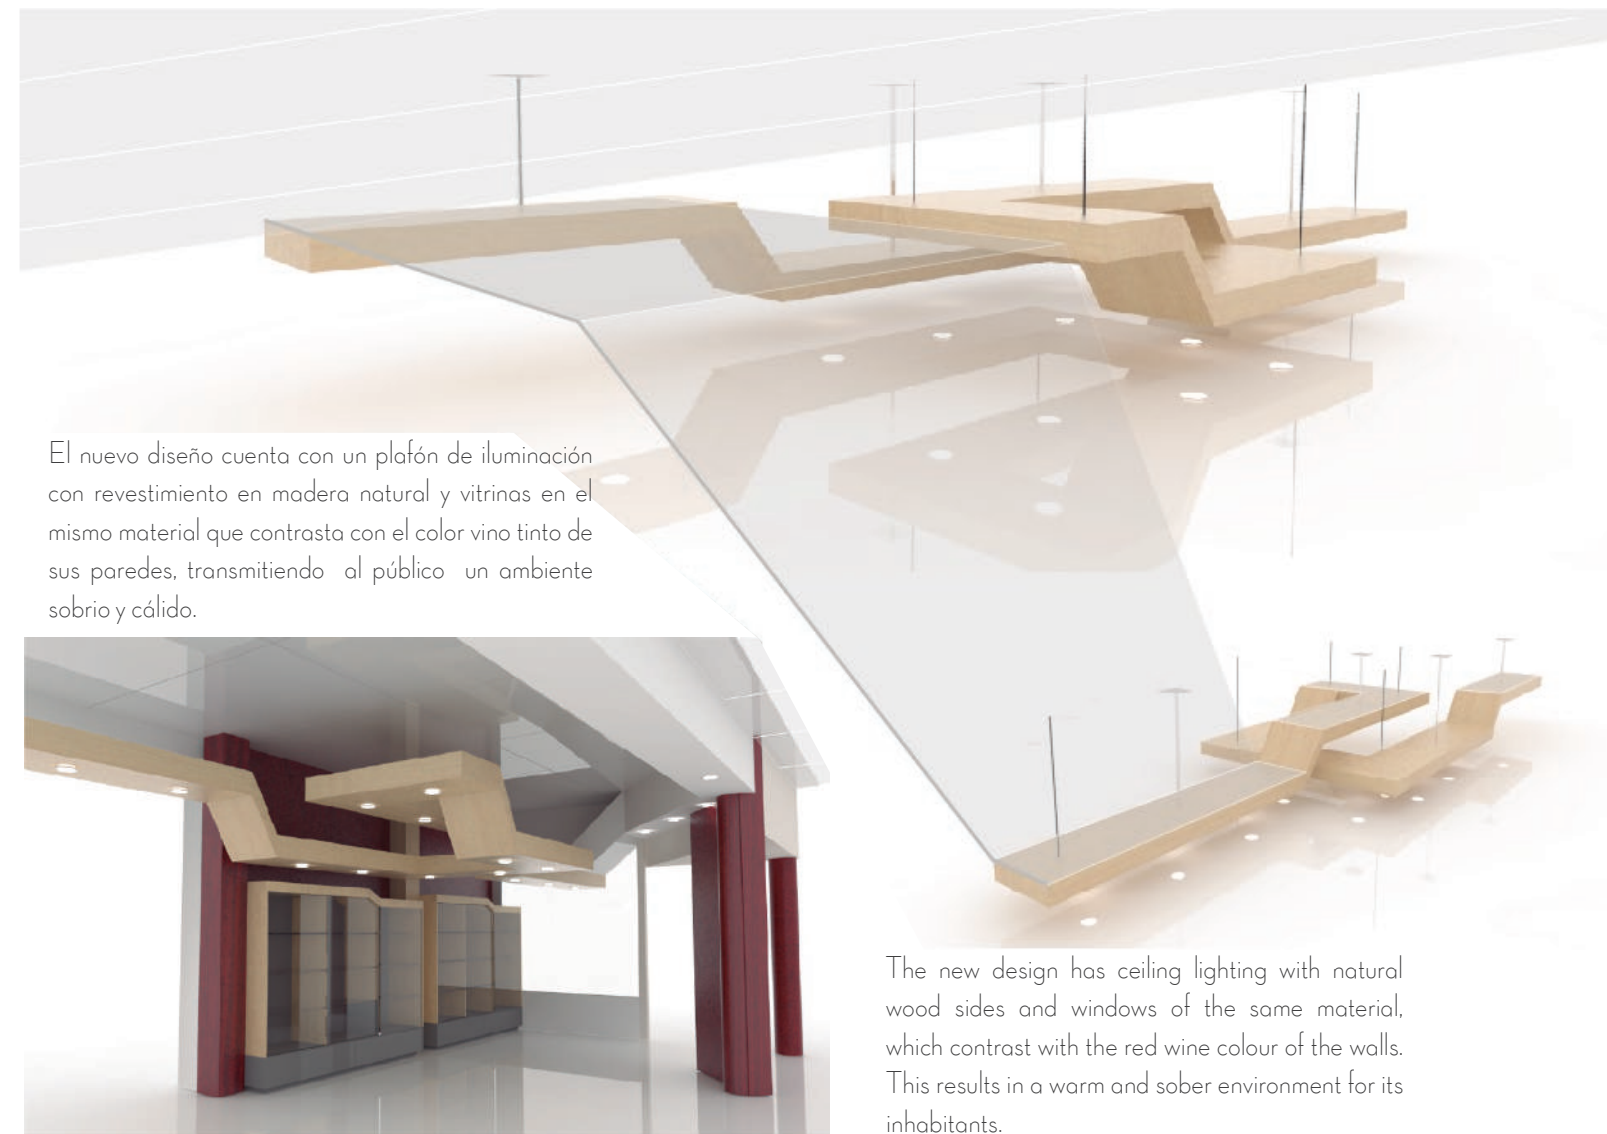 El nuevo diseño cuenta con un plafón de iluminación
con revestimiento en madera natural y vitrinas en el
mismo material que contrasta con el color vino tinto de
sus paredes, transmitiendo al público un ambiente
sobrio y cálido.
The new design has ceiling lighting with natural
wood sides and windows of the same material,
which contrast with the red wine colour of the walls.
This results in a warm and sober environment for its
inhabitants.